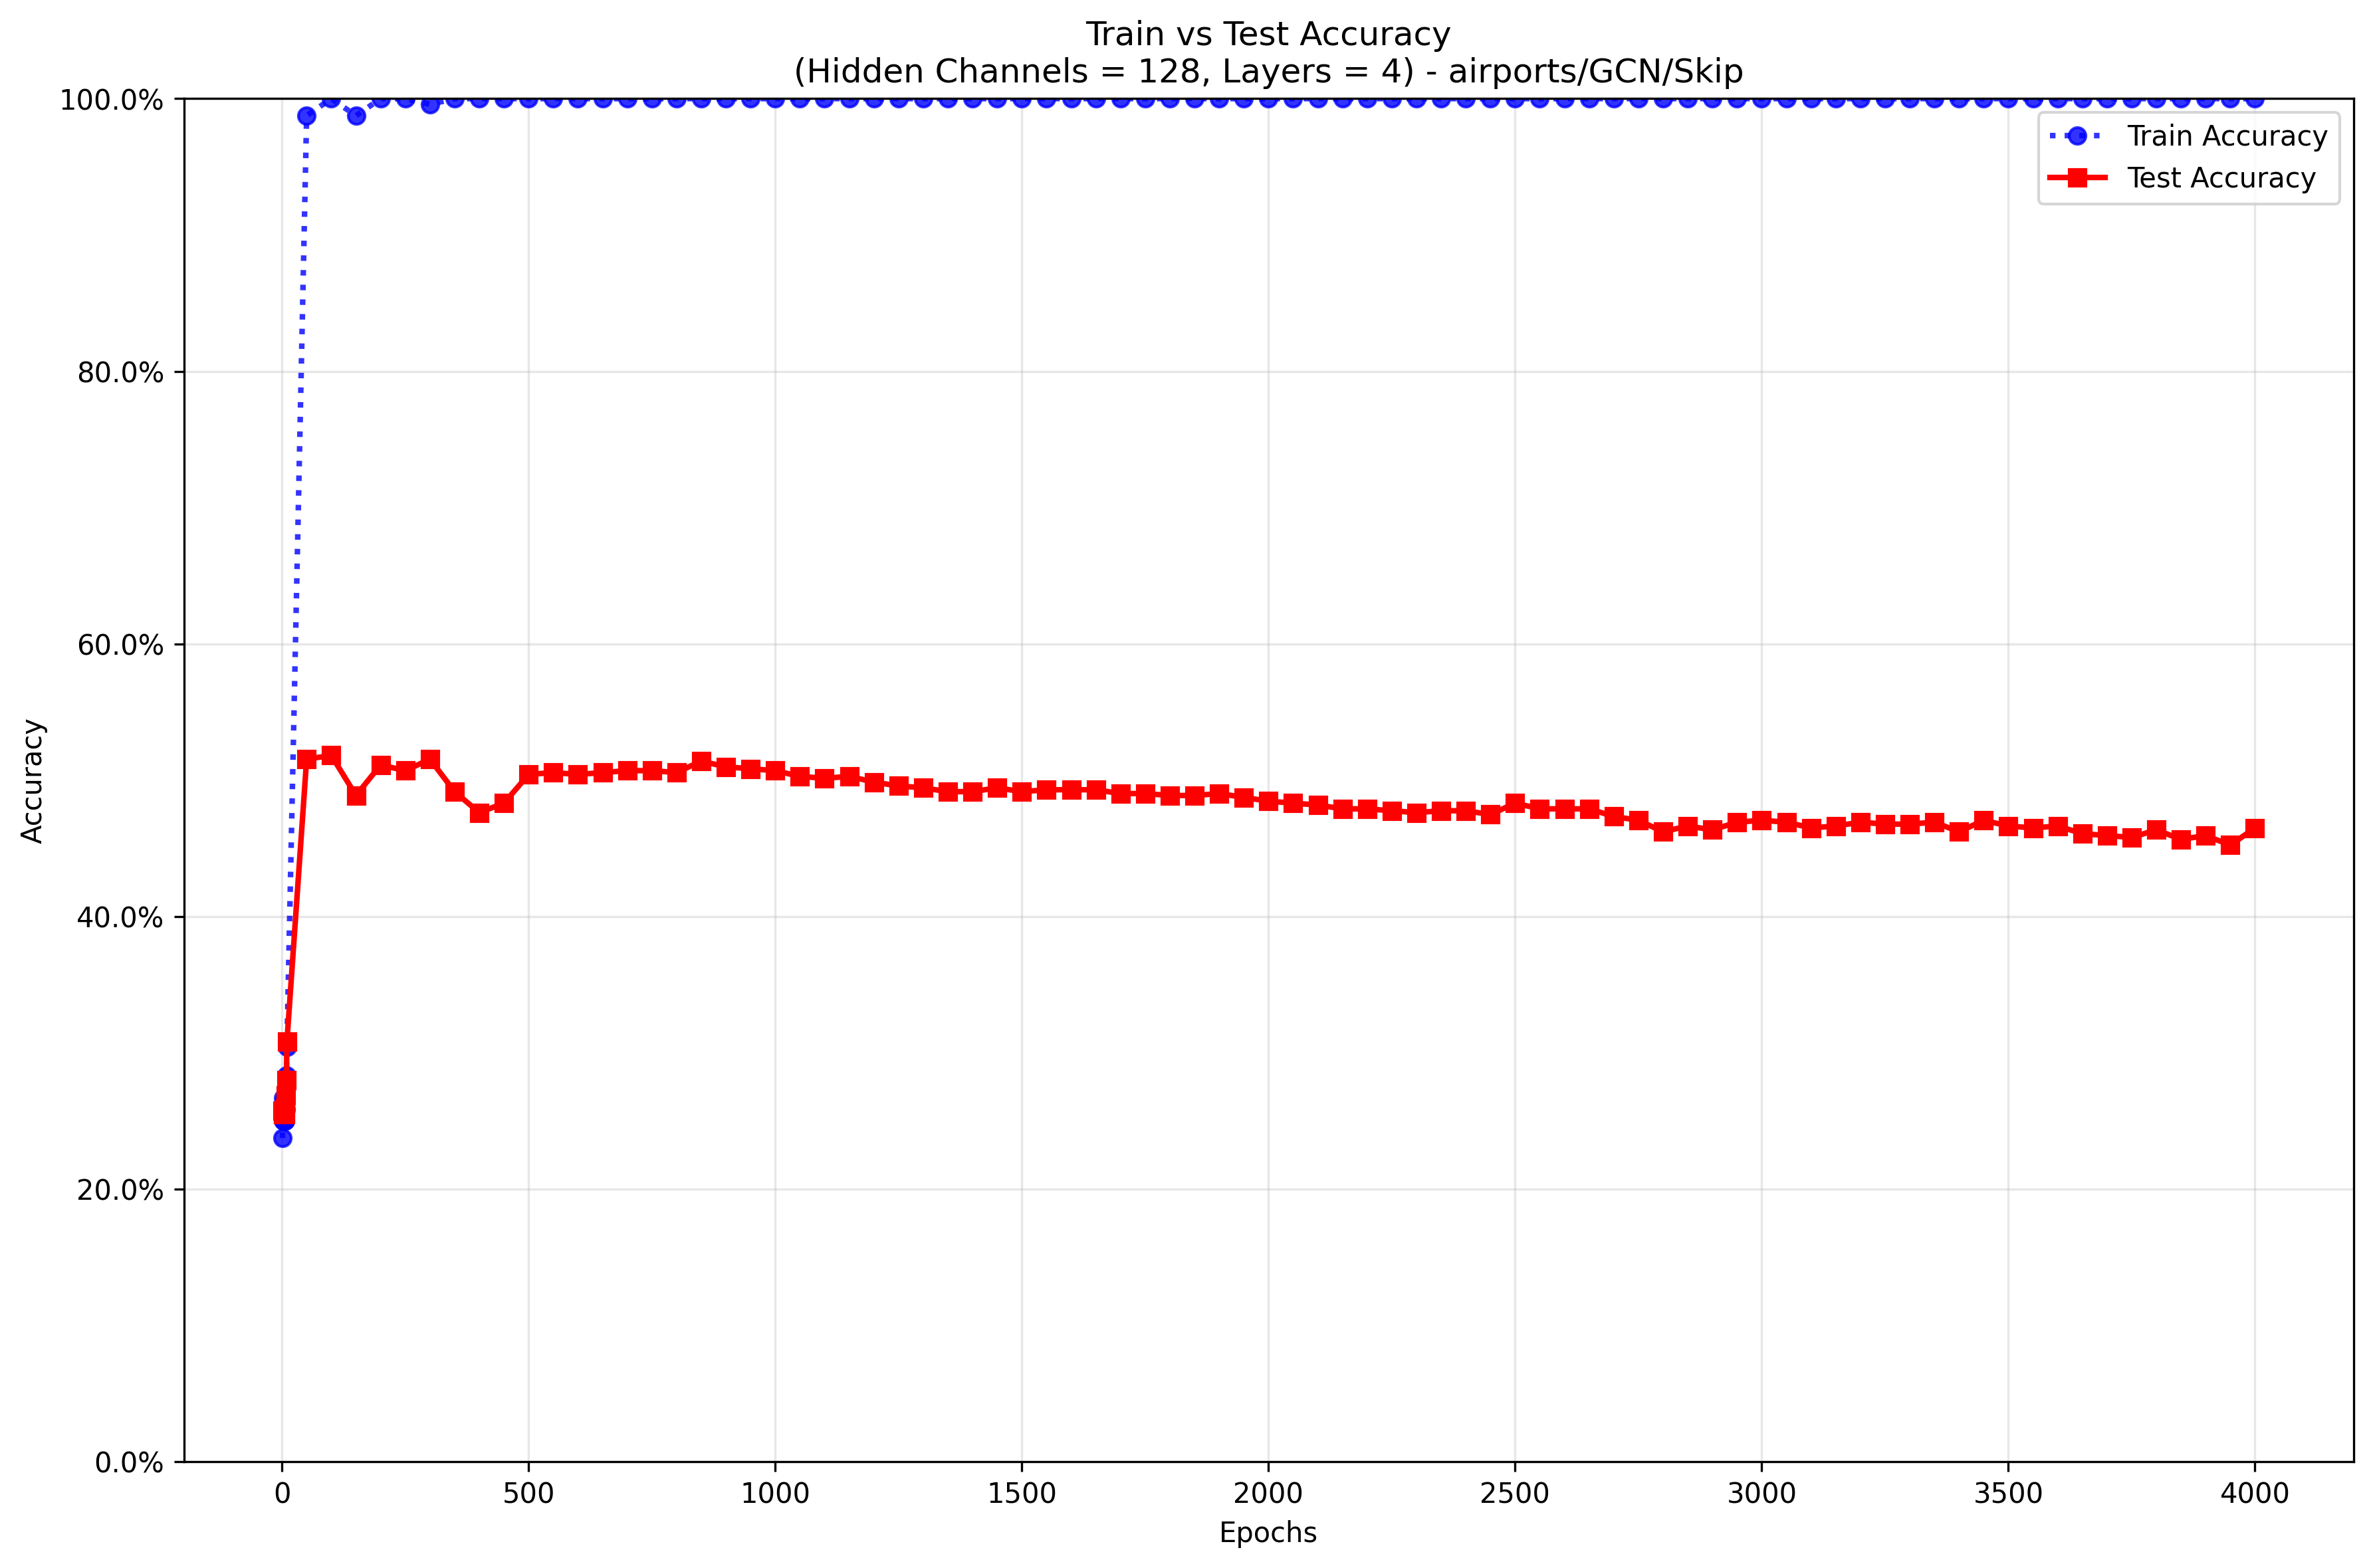 Train vs Test Accuracy
(Hidden Channels = 128, Layers = 4) - airports/GCN/Skip
100.0%
80.0%
60.0%
40.0%
20.0%
0.0%
Accuracy
Train Accuracy
Test Accuracy
0 500 1000 1500 2000 2500 3000 3500 4000
Epochs